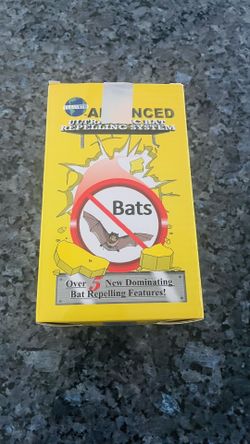 ADVANCED
REPELLING SYSTEM
Bats
Over 5 New Dominating
Bat Repelling Features!